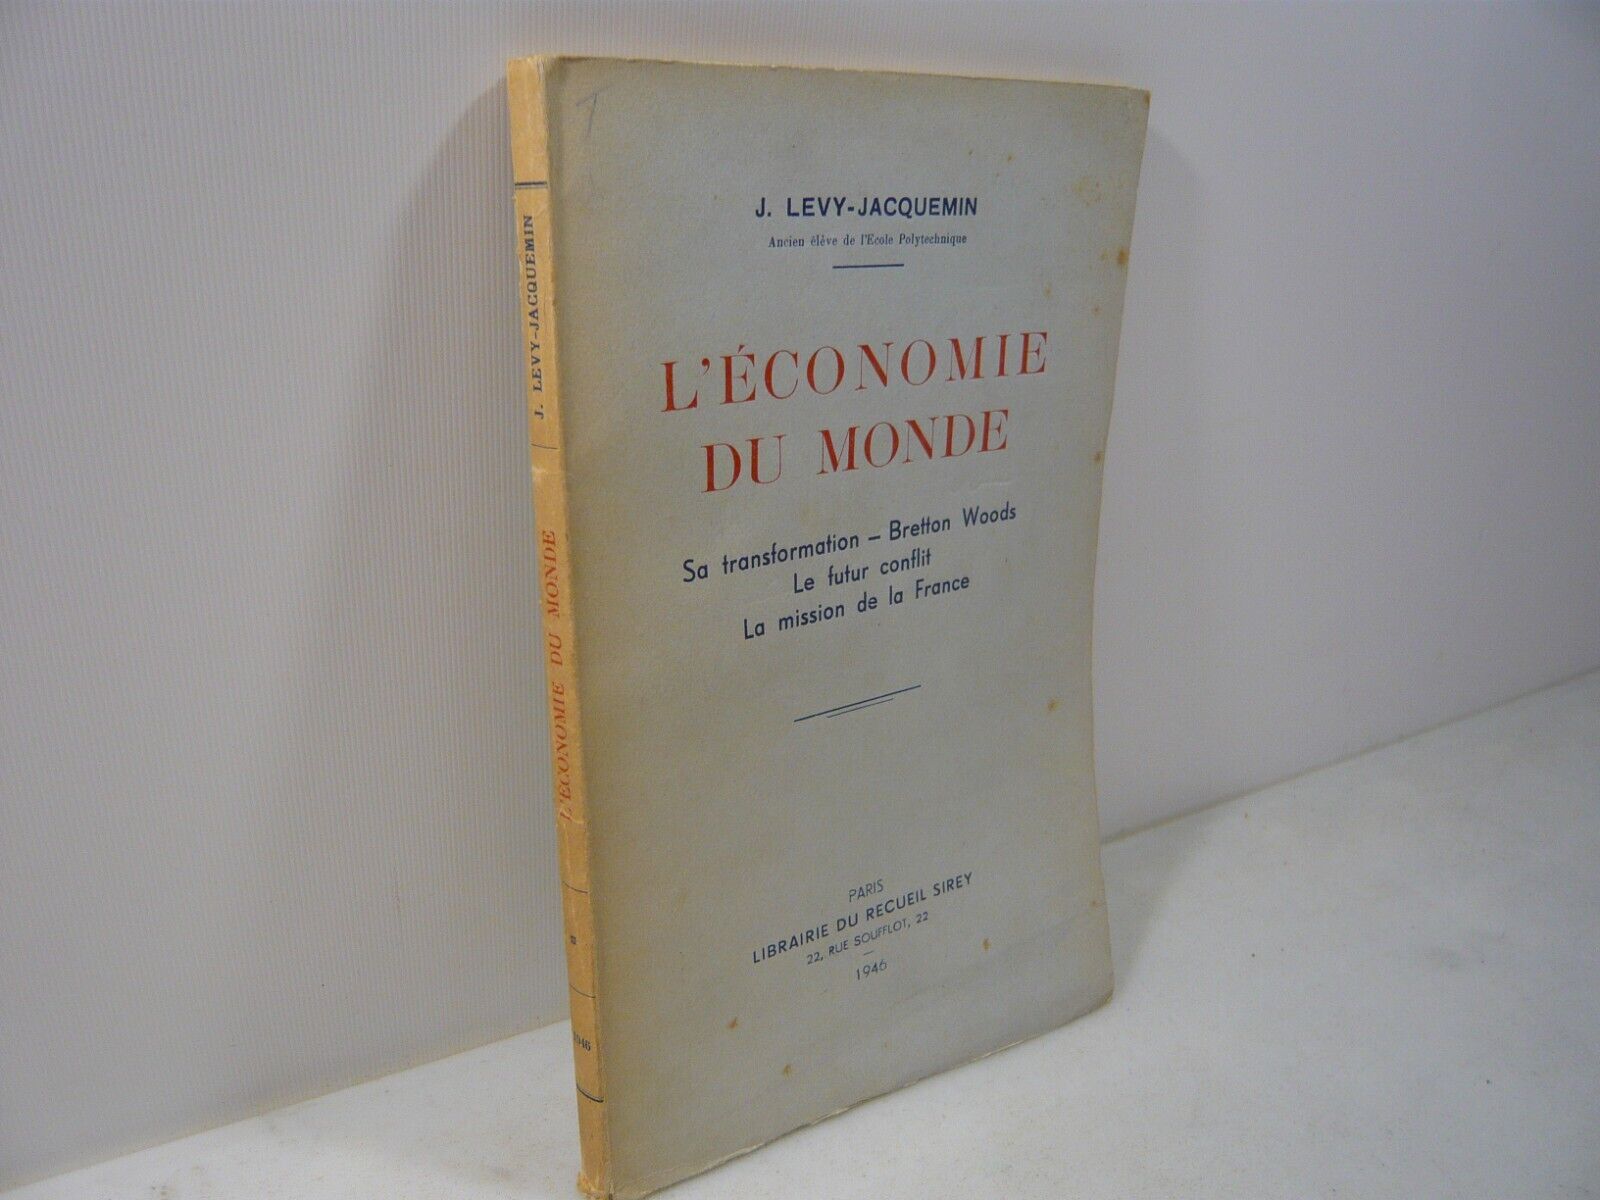 J. LEVY-JACQUEMIN
Ancien élève de l'Ecole Polytechnique
L'ÉCONOMIE
DU MONDE
Sa transformation – Bretton Woods
Le futur conflit
La mission de la France
PARIS
LIBRAIRIE DU RECUEIL SIREY
22, RUE SOUFFLOT, 22
1946
J. LEVY-JACQUEMIN
L'ÉCONOMIE DU MONDE
1946